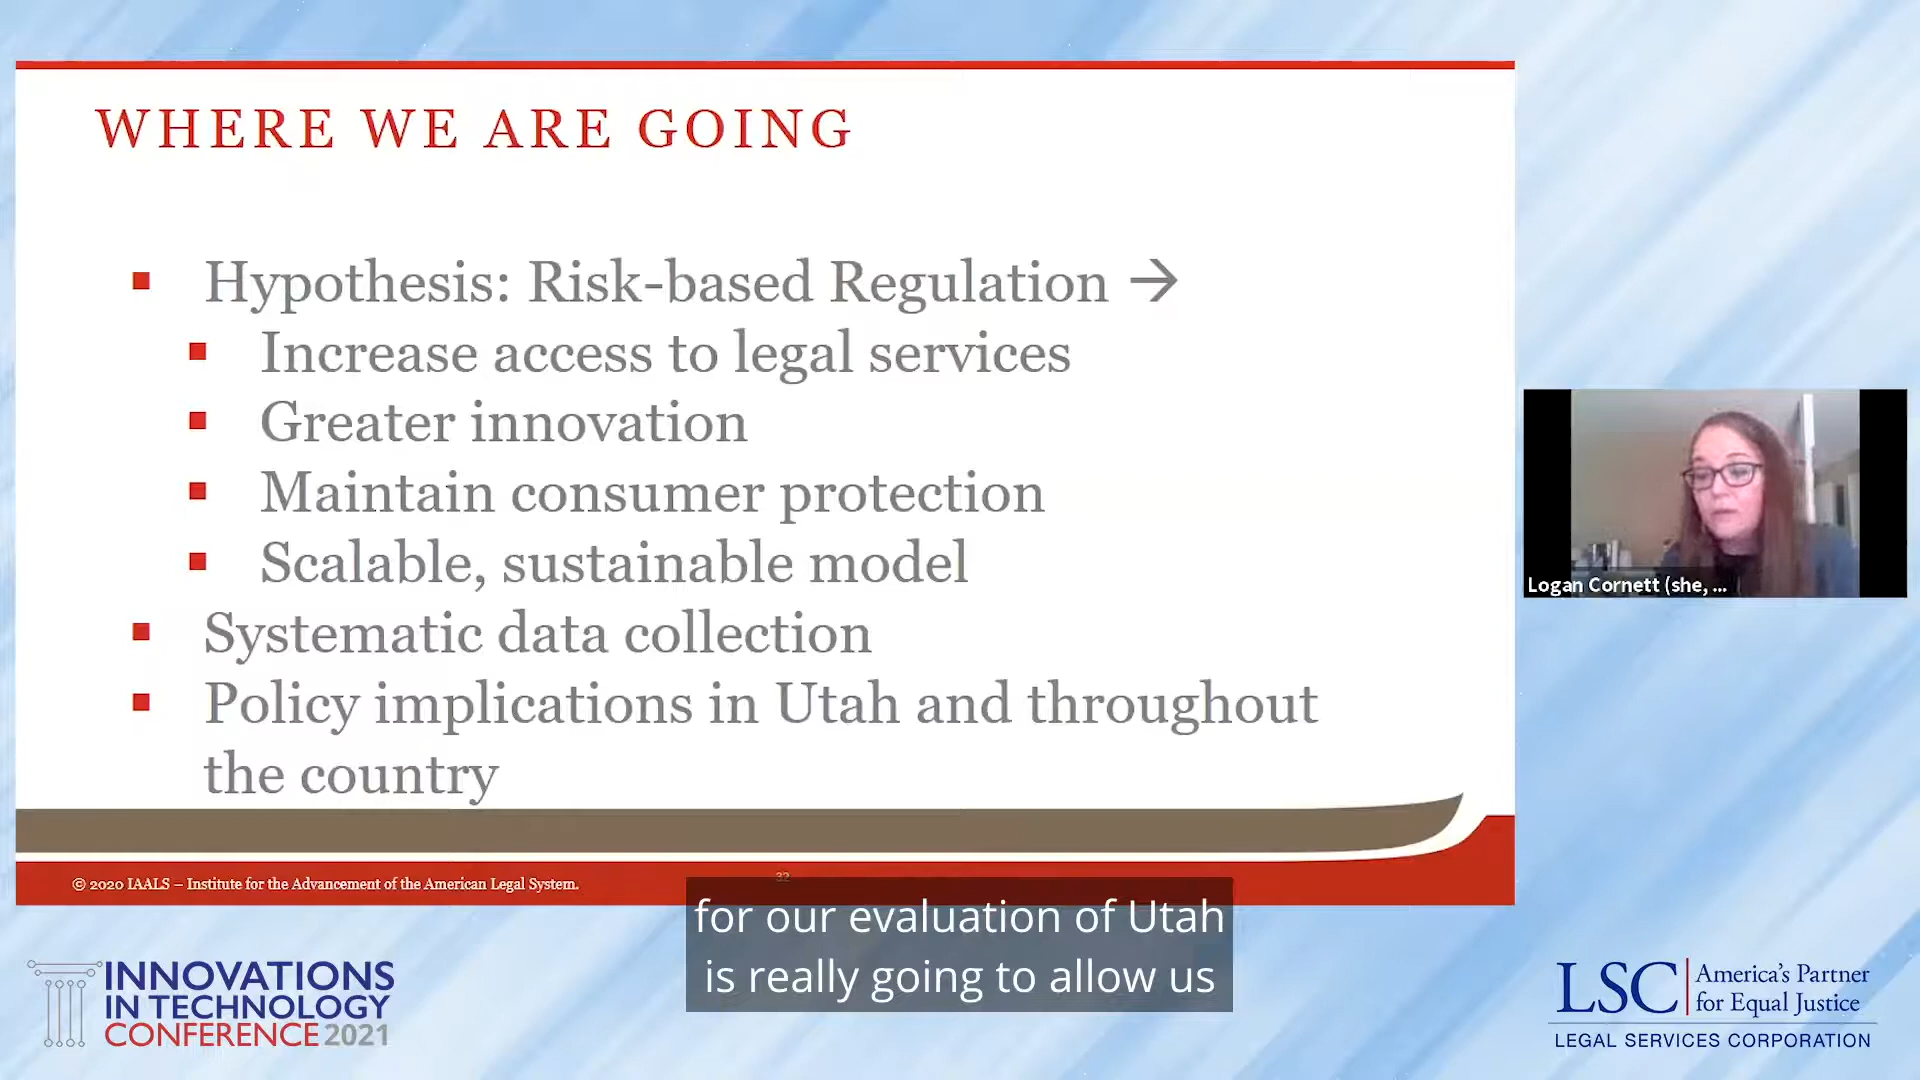 WHERE WE ARE GOING
Hypothesis: Risk-based Regulation →
Increase access to legal services
Greater innovation
Maintain consumer protection
Scalable, sustainable model
Systematic data collection
Policy implications in Utah and throughout
the country
Logan Cornett (she, ...
© 2020 IAALS – Institute for the Advancement of the American Legal System.
32
for our evaluation of Utah
is really going to allow us
INNOVATIONS
IN TECHNOLOGY
CONFERENCE 2021
LSC America's Partner
for Equal Justice
LEGAL SERVICES CORPORATION